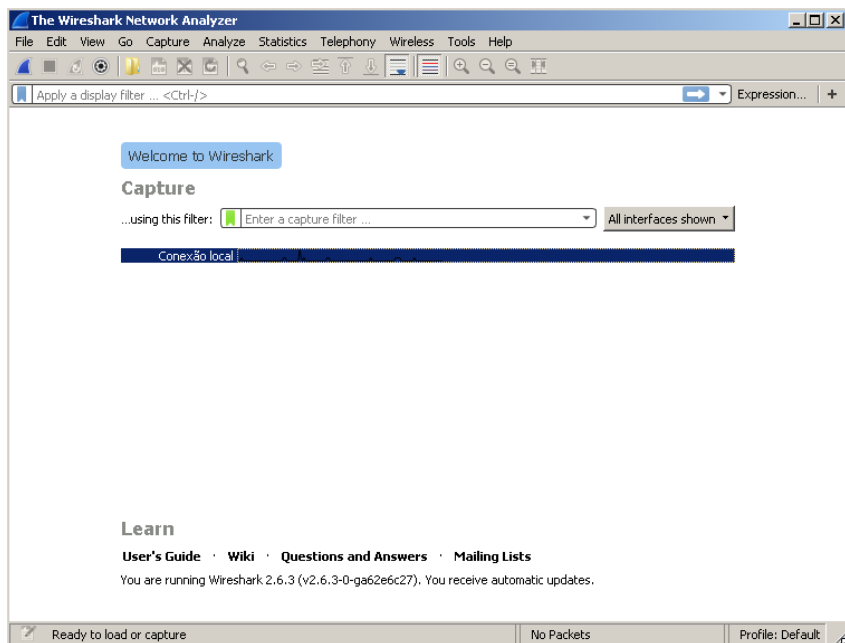 The Wireshark Network Analyzer
File Edit View Go Capture Analyze Statistics Telephony Wireless Tools Help
Apply a display filter ... <Ctrl-/> Expression... +
Welcome to Wireshark
Capture
...using this filter: Enter a capture filter ... All interfaces shown
Conexão local
Learn
User's Guide · Wiki · Questions and Answers · Mailing Lists
You are running Wireshark 2.6.3 (v2.6.3-0-ga62e6c27). You receive automatic updates.
Ready to load or capture No Packets Profile: Default